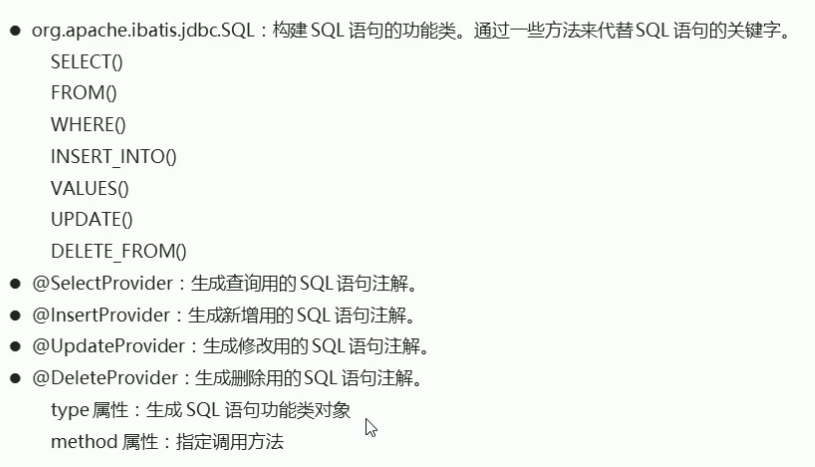 ● org.apache.ibatis.jdbc.SQL：构建 SQL 语句的功能类。通过一些方法来代替 SQL 语句的关键字。
SELECT()
FROM()
WHERE()
INSERT_INTO()
VALUES()
UPDATE()
DELETE_FROM()
● @SelectProvider：生成查询用的 SQL 语句注解。
● @InsertProvider：生成新增用的 SQL 语句注解。
● @UpdateProvider：生成修改用的 SQL 语句注解。
● @DeleteProvider：生成删除用的 SQL 语句注解。
type 属性：生成 SQL 语句功能类对象
method 属性：指定调用方法